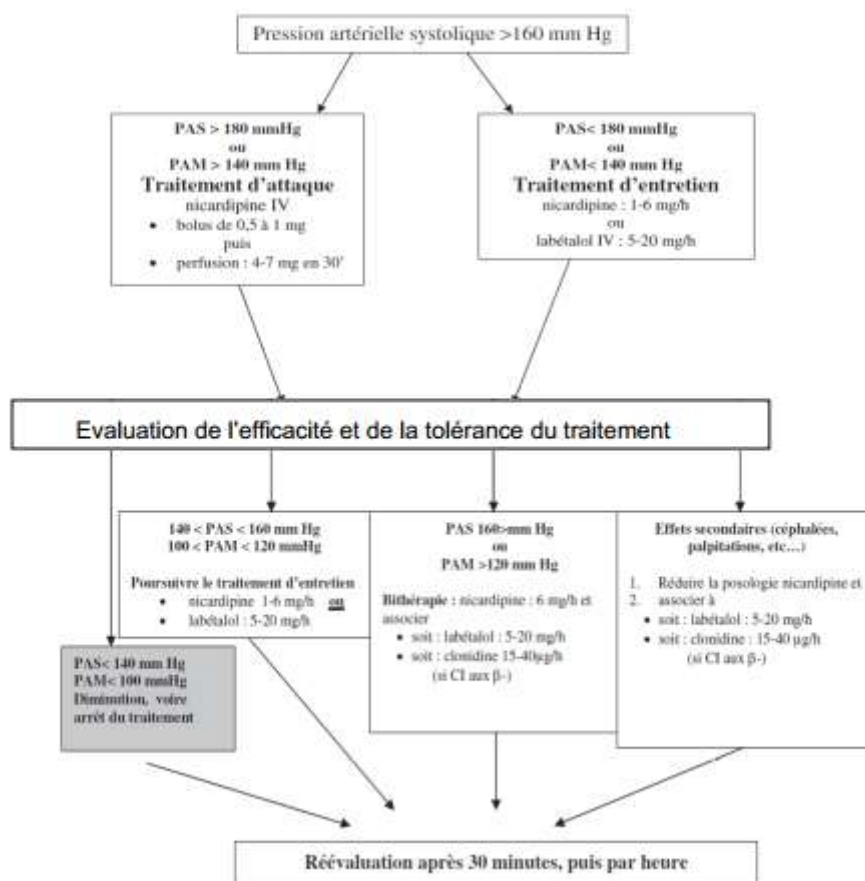 Pression artérielle systolique >160 mm Hg
PAS > 180 mmHg
ou
PAM > 140 mm Hg
Traitement d'attaque
nicardipine IV
• bolus de 0,5 à 1 mg
puis
• perfusion : 4-7 mg en 30'
PAS< 180 mmHg
ou
PAM< 140 mm Hg
Traitement d'entretien
nicardipine : 1-6 mg/h
ou
labétalol IV : 5-20 mg/h
Evaluation de l'efficacité et de la tolérance du traitement
140 < PAS < 160 mm Hg
100 < PAM < 120 mmHg
Poursuivre le traitement d'entretien
• nicardipine 1-6 mg/h ou
• labétalol : 5-20 mg/h
PAS 160>mm Hg
ou
PAM >120 mm Hg
Bithérapie : nicardipine : 6 mg/h et
associer
• soit : labétalol : 5-20 mg/h
• soit : clonidine 15-40µg/h
(si CI aux β-)
Effets secondaires (céphalées,
palpitations, etc…)
1. Réduire la posologie nicardipine et
2. associer à
• soit : labétalol : 5-20 mg/h
• soit : clonidine : 15-40 µg/h
(si CI aux β-)
PAS< 140 mm Hg
PAM< 100 mmHg
Diminution, voire
arrêt du traitement
Réévaluation après 30 minutes, puis par heure